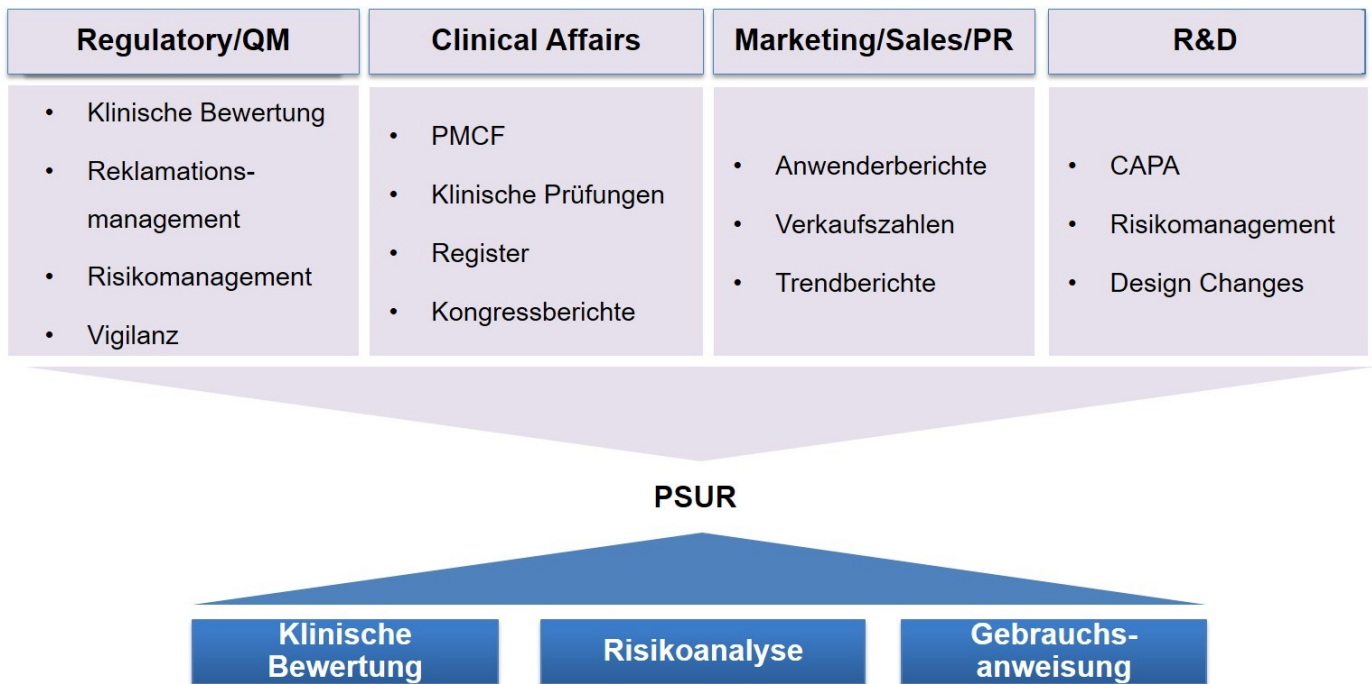 Regulatory/QM
• Klinische Bewertung
• Reklamations-
management
• Risikomanagement
• Vigilanz
Clinical Affairs
• PMCF
• Klinische Prüfungen
• Register
• Kongressberichte
Marketing/Sales/PR
• Anwenderberichte
• Verkaufszahlen
• Trendberichte
R&D
• CAPA
• Risikomanagement
• Design Changes
PSUR
Klinische
Bewertung
Risikoanalyse
Gebrauchs-
anweisung